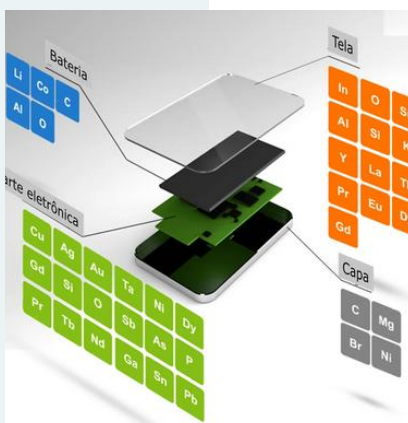 Bateria
Li Co C
Al O
Tela
In O
Al Si
Y La
Pr Eu
Gd
arte eletrônica
Cu Ag Au Ta Ni Dy
Gd Si O Sb As P
Pr Tb Nd Ga Sn Pb
Capa
C Mg
Br Ni